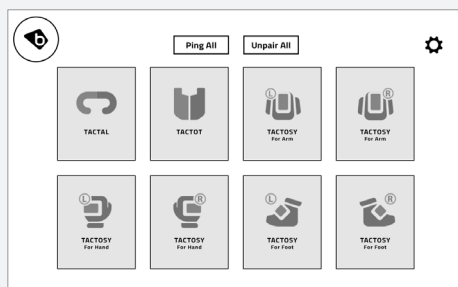 b
Ping All
Unpair All
TACTAL
TACTOT
L
TACTOSY
For Arm
R
TACTOSY
For Arm
L
TACTOSY
For Hand
R
TACTOSY
For Hand
L
TACTOSY
For Foot
R
TACTOSY
For Foot